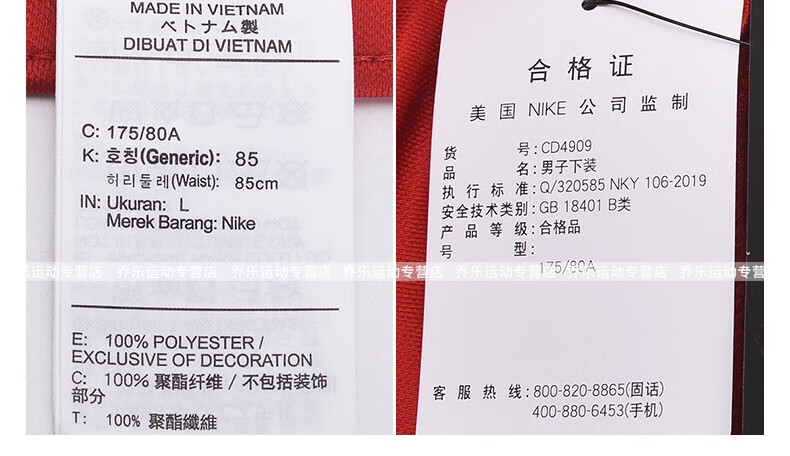 MADE IN VIETNAM
ベトナム製
DIBUAT DI VIETNAM
C: 175/80A
K: 호칭(Generic): 85
허리둘레(Waist): 85cm
IN: Ukuran: L
Merek Barang: Nike
E: 100% POLYESTER /
EXCLUSIVE OF DECORATION
C: 100% 聚酯纤维 / 不包括装饰
部分
T: 100% 聚酯纖維
合格证
美国 NIKE 公司监制
货号:CD4909
品名:男子下装
执行标准:Q/320585 NKY 106-2019
安全技术类别:GB 18401 B类
产品等级:合格品
号型:
175/80A
客服热线:800-820-8865(固话)
400-880-6453(手机)
乐运动专营店 乔乐运动专营店 乔乐运动专营店 乔乐运动专营店 乔乐运动专营